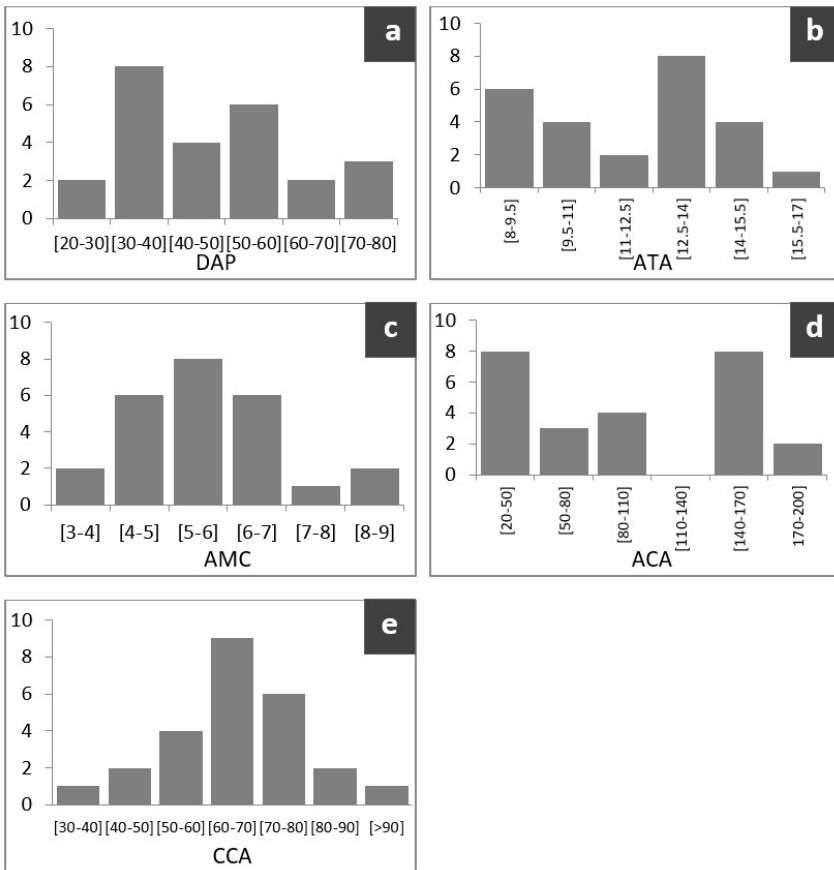 a
10
8
6
4
2
0
[20-30] [30-40] [40-50] [50-60] [60-70] [70-80]
DAP
b
10
8
6
4
2
0
[8-9.5] [9.5-11] [11-12.5] [12.5-14] [14-15.5] [15.5-17]
ATA
c
10
8
6
4
2
0
[3-4] [4-5] [5-6] [6-7] [7-8] [8-9]
AMC
d
10
8
6
4
2
0
[20-50] [50-80] [80-110] [110-140] [140-170] 170-200]
ACA
e
10
8
6
4
2
0
[30-40] [40-50] [50-60] [60-70] [70-80] [80-90] [>90]
CCA